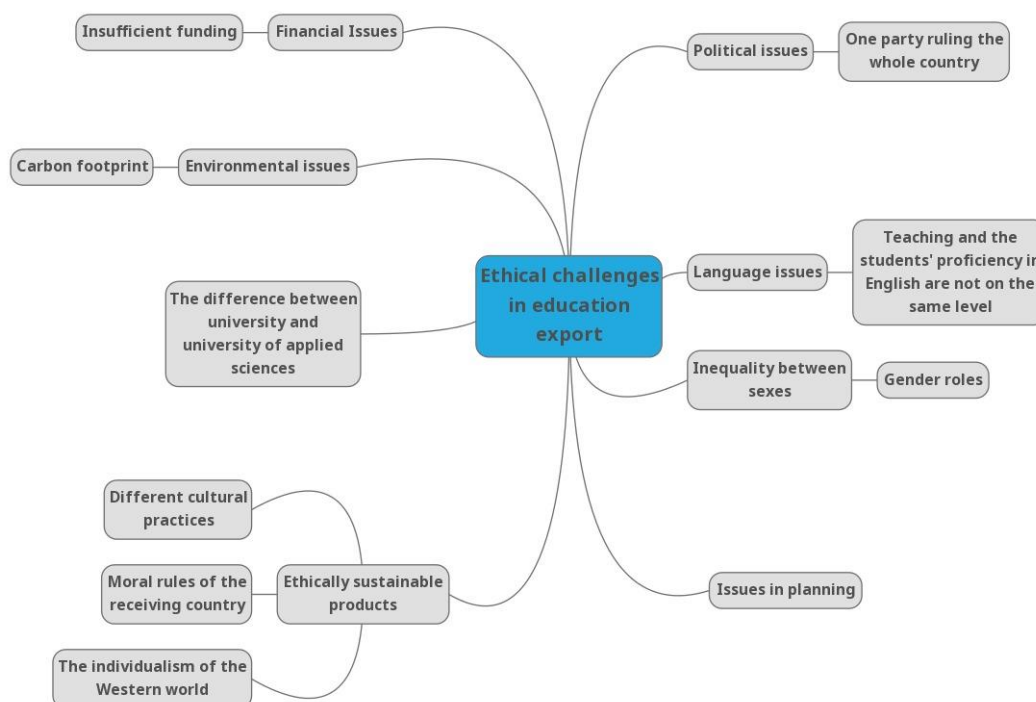 Insufficient funding
Financial Issues
Political issues
One party ruling the
whole country
Carbon footprint
Environmental issues
Ethical challenges
in education
export
Language issues
Teaching and the
students' proficiency in
English are not on the
same level
The difference between
university and
university of applied
sciences
Inequality between
sexes
Gender roles
Different cultural
practices
Moral rules of the
receiving country
The individualism of the
Western world
Ethically sustainable
products
Issues in planning